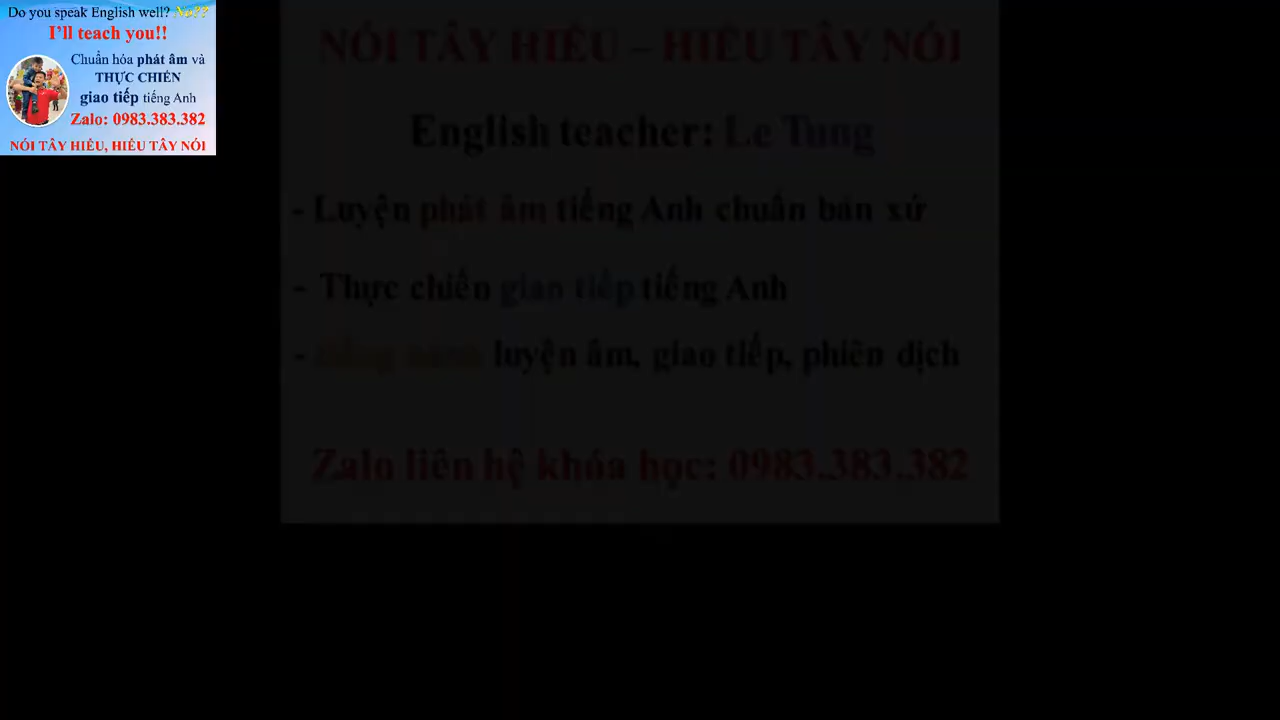 Do you speak English well? No??
I'll teach you!!
Chuẩn hóa phát âm và
THỰC CHIẾN
giao tiếp tiếng Anh
Zalo: 0983.383.382
NÓI TÂY HIỂU, HIỂU TÂY NÓI
NÓI TÂY HIỂU – HIỂU TÂY NÓI
English teacher: Le Tung
- Luyện phát âm tiếng Anh chuẩn bản xứ
- Thực chiến giao tiếp tiếng Anh
- luyện âm, giao tiếp, phiên dịch
Zalo liên hệ khóa học: 0983.383.382